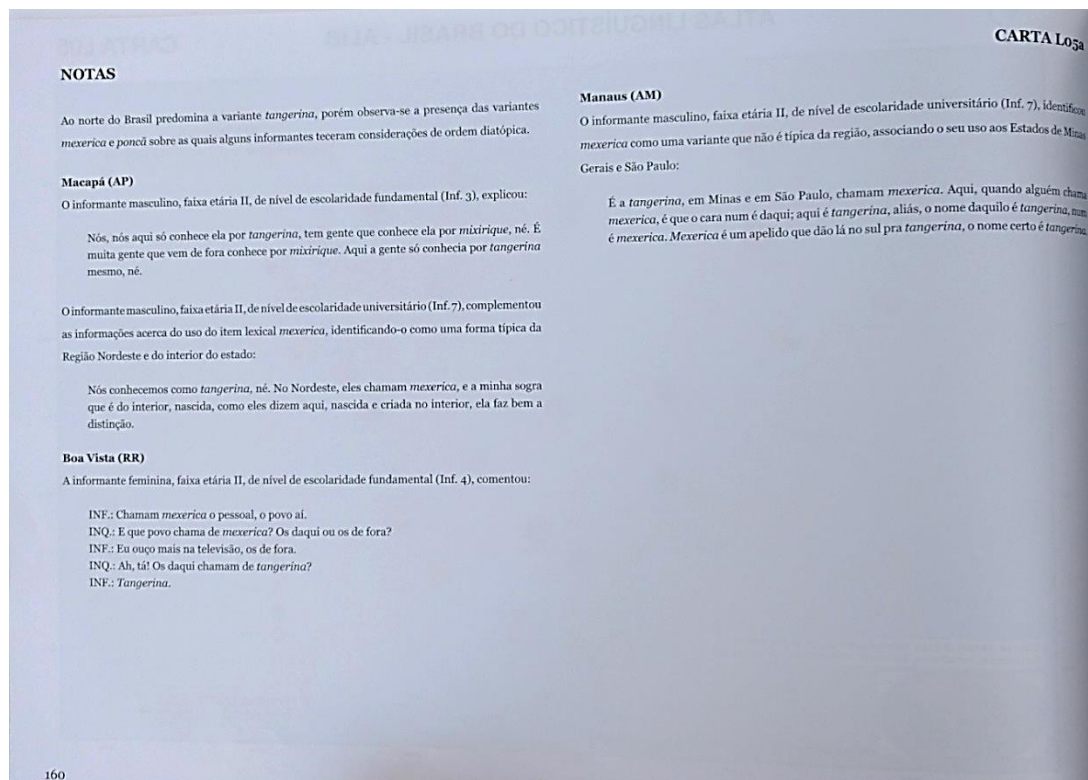 CARTA L05a
NOTAS
Ao norte do Brasil predomina a variante tangerina, porém observa-se a presença das variantes
mexerica e poncã sobre as quais alguns informantes teceram considerações de ordem diatópica.
Macapá (AP)
O informante masculino, faixa etária II, de nível de escolaridade fundamental (Inf. 3), explicou:
Nós, nós aqui só conhece ela por tangerina, tem gente que conhece ela por mixirique, né. É
muita gente que vem de fora conhece por mixirique. Aqui a gente só conhecia por tangerina
mesmo, né.
O informante masculino, faixa etária II, de nível de escolaridade universitário (Inf. 7), complementou
as informações acerca do uso do item lexical mexerica, identificando-o como uma forma típica da
Região Nordeste e do interior do estado:
Nós conhecemos como tangerina, né. No Nordeste, eles chamam mexerica, e a minha sogra
que é do interior, nascida, como eles dizem aqui, nascida e criada no interior, ela faz bem a
distinção.
Boa Vista (RR)
A informante feminina, faixa etária II, de nível de escolaridade fundamental (Inf. 4), comentou:
INF.: Chamam mexerica o pessoal, o povo aí.
INQ.: E que povo chama de mexerica? Os daqui ou os de fora?
INF.: Eu ouço mais na televisão, os de fora.
INQ.: Ah, tá! Os daqui chamam de tangerina?
INF.: Tangerina.
Manaus (AM)
O informante masculino, faixa etária II, de nível de escolaridade universitário (Inf. 7), identificou
mexerica como uma variante que não é típica da região, associando o seu uso aos Estados de Minas
Gerais e São Paulo:
É a tangerina, em Minas e em São Paulo, chamam mexerica. Aqui, quando alguém chama
mexerica, é que o cara num é daqui; aqui é tangerina, aliás, o nome daquilo é tangerina, num
é mexerica. Mexerica é um apelido que dão lá no sul pra tangerina, o nome certo é tangerina
160